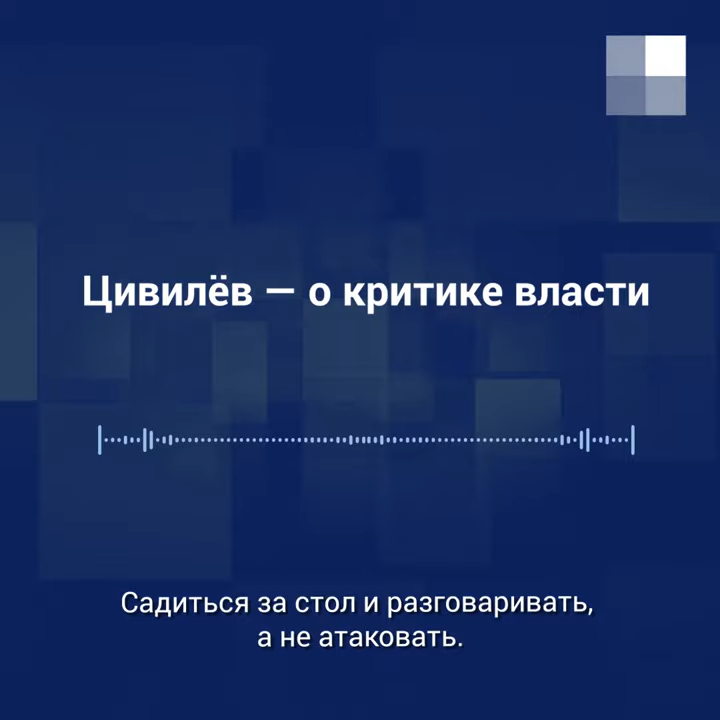 Цивилёв — о критике власти
Садиться за стол и разговаривать,
а не атаковать.